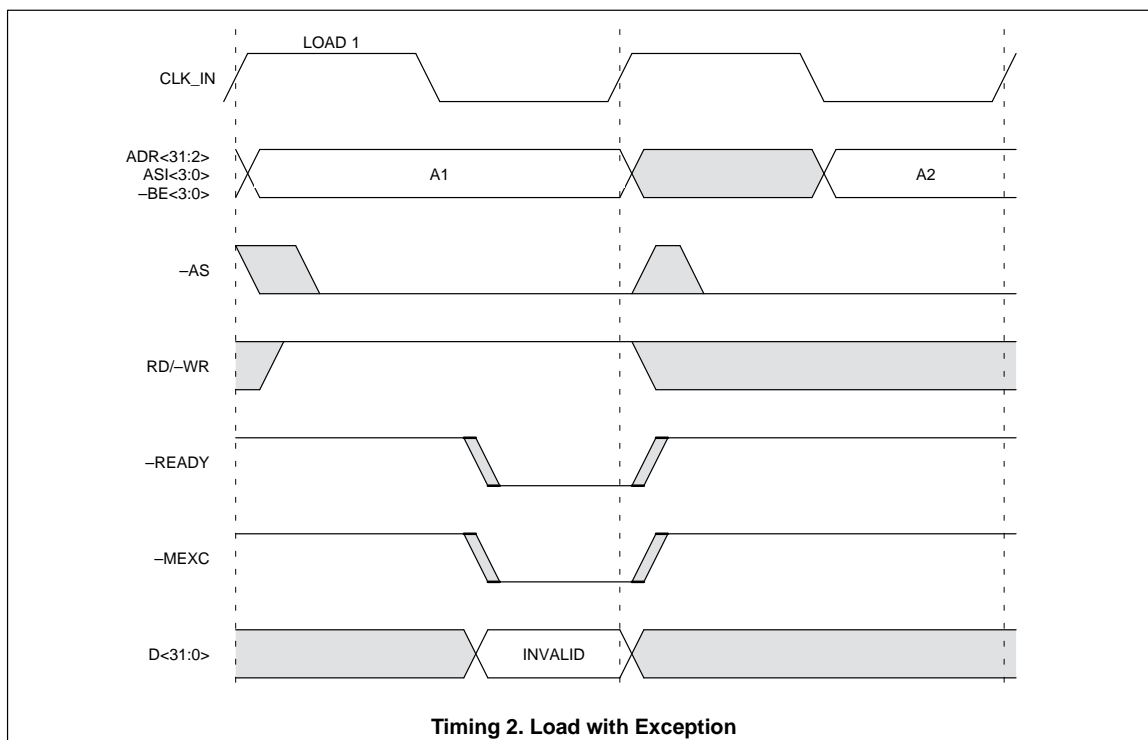 LOAD 1
CLK_IN
ADR<31:2>
ASI<3:0>
–BE<3:0>
A1
A2
–AS
RD/–WR
–READY
–MEXC
D<31:0>
INVALID
Timing 2. Load with Exception